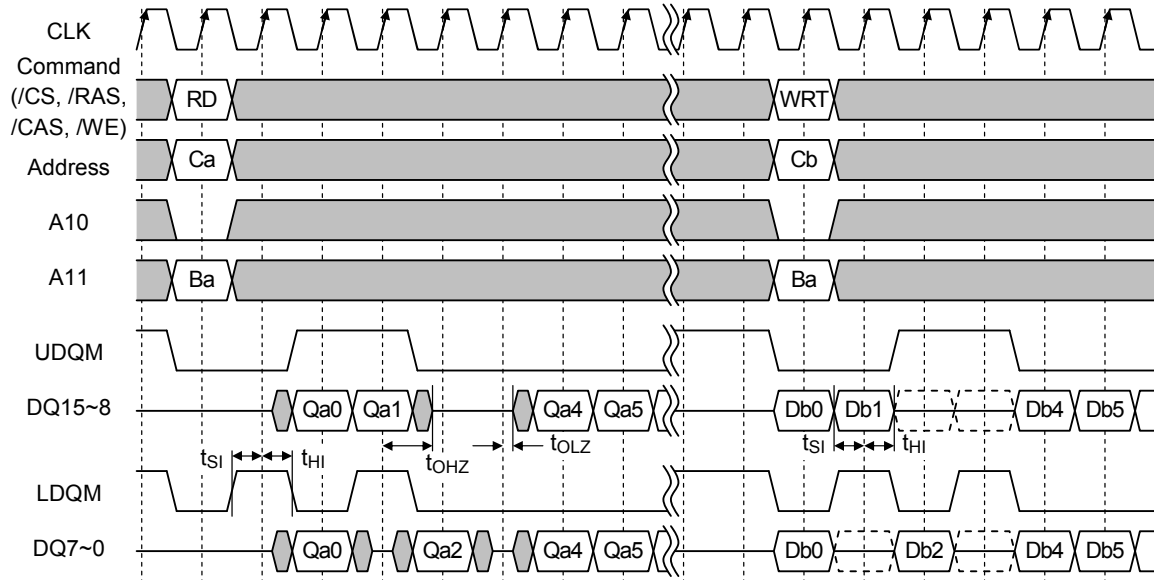 CLK
Command
(/CS, /RAS,
/CAS, /WE)
RD WRT
Address Ca Cb
A10
A11 Ba Ba
UDQM
DQ15~8 Qa0 Qa1 Qa4 Qa5 Db0 Db1 Db4 Db5
tSI tHI tOHZ tOLZ tSI tHI
LDQM
DQ7~0 Qa0 Qa2 Qa4 Qa5 Db0 Db2 Db4 Db5